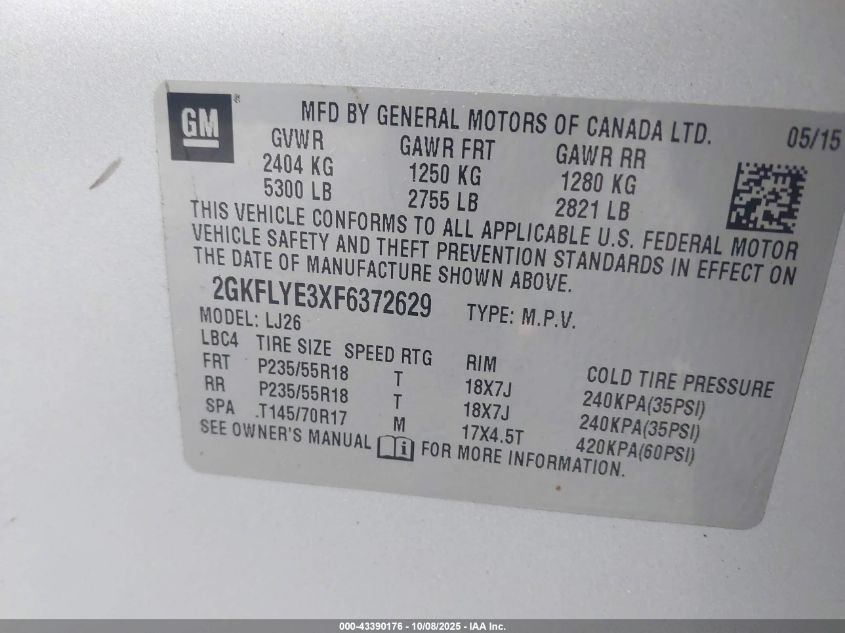 GM ® MFD BY GENERAL MOTORS OF CANADA LTD. 05/15
GVWR GAWR FRT GAWR RR
2404 KG 1250 KG 1280 KG
5300 LB 2755 LB 2821 LB
THIS VEHICLE CONFORMS TO ALL APPLICABLE U.S. FEDERAL MOTOR
VEHICLE SAFETY AND THEFT PREVENTION STANDARDS IN EFFECT ON
THE DATE OF MANUFACTURE SHOWN ABOVE.
2GKFLYE3XF6372629 TYPE: M.P.V.
MODEL: LJ26
LBC4 TIRE SIZE SPEED RTG RIM COLD TIRE PRESSURE
FRT P235/55R18 T 18X7J 240KPA(35PSI)
RR P235/55R18 T 18X7J 240KPA(35PSI)
SPA .T145/70R17 M 17X4.5T 420KPA(60PSI)
SEE OWNER'S MANUAL i FOR MORE INFORMATION.
000-43390176 - 10/08/2025 - IAA Inc.